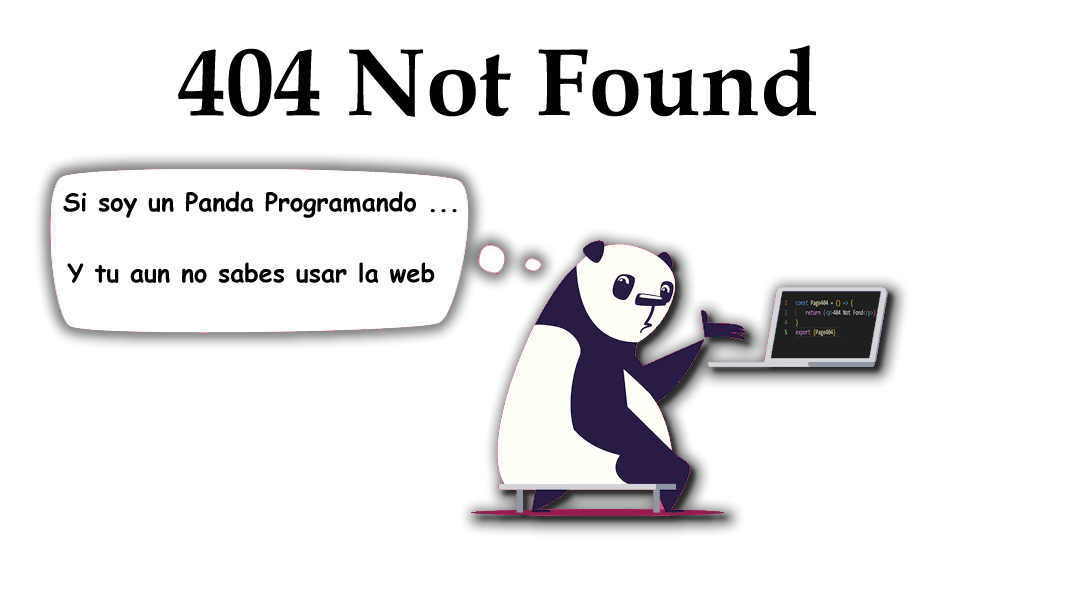 404 Not Found
Si soy un Panda Programando ...
Y tu aun no sabes usar la web
1 const Page404 = () => {
3 return (<p>404 Not Fond</p>)
4 }
5 export {Page404}